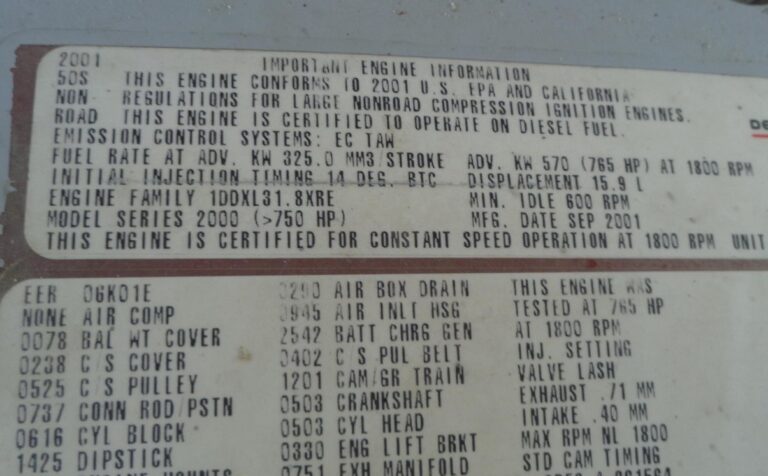 2001 IMPORTANT ENGINE INFORMATION
50S THIS ENGINE CONFORMS TO 2001 U.S. EPA AND CALIFORNIA
NON REGULATIONS FOR LARGE NONROAD COMPRESSION IGNITION ENGINES.
ROAD THIS ENGINE IS CERTIFIED TO OPERATE ON DIESEL FUEL.
EMISSION CONTROL SYSTEMS: EC TAW
FUEL RATE AT ADV. KW 325.0 MM3/STROKE ADV. KW 570 (765 HP) AT 1800 RPM
INITIAL INJECTION TIMING 14 DEG. BTC DISPLACEMENT 15.9 L
ENGINE FAMILY 1DDXL31.8XRE MIN. IDLE 600 RPM
MODEL SERIES 2000 (>750 HP) MFG. DATE SEP 2001
THIS ENGINE IS CERTIFIED FOR CONSTANT SPEED OPERATION AT 1800 RPM UNIT
DE
EER 06K01E
NONE AIR COMP
0078 BAL WT COVER
0238 C S COVER
0525 C S PULLEY
0737 CONN ROD/PSTN
0616 CYL BLOCK
1425 DIPSTICK
0290 AIR BOX DRAIN
0945 AIR INLT HSG
2542 BATT CHRG GEN
0402 C S PUL BELT
1201 CAM/GR TRAIN
0503 CRANKSHAFT
0503 CYL HEAD
0330 ENG LIFT BRKT
0751 EXH MANIFOLD
THIS ENGINE WAS
TESTED AT 765 HP
AT 1800 RPM
INJ. SETTING
VALVE LASH
EXHAUST .71 MM
INTAKE .40 MM
MAX RPM NL 1800
STD CAM TIMING